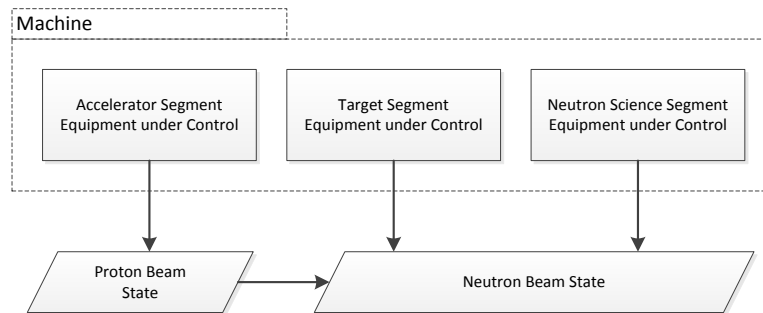 Machine
Accelerator Segment
Equipment under Control
Target Segment
Equipment under Control
Neutron Science Segment
Equipment under Control
Proton Beam
State
Neutron Beam State